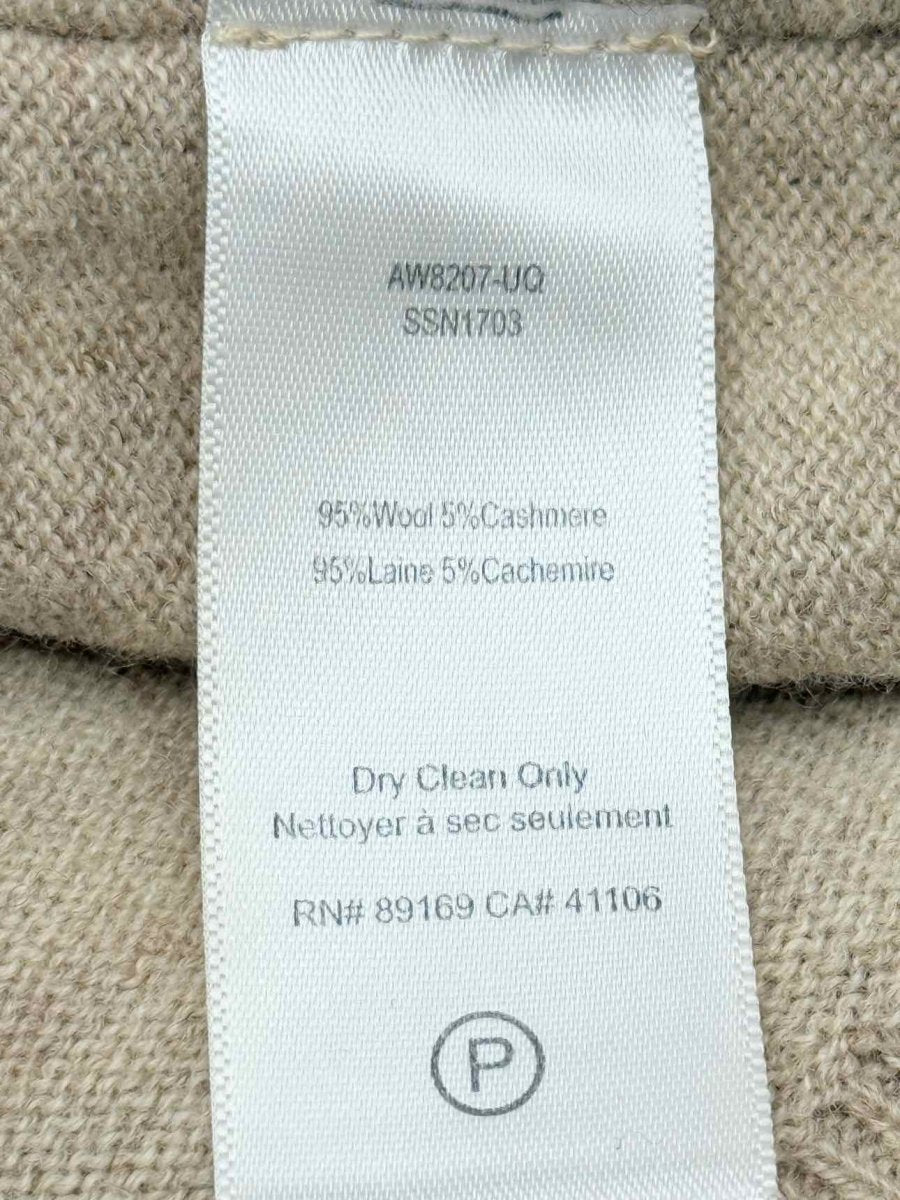 AW8207-UQ
SSN1703
95%Wool 5%Cashmere
95%Laine 5%Cachemire
Dry Clean Only
Nettoyer à sec seulement
RN# 89169 CA# 41106
P